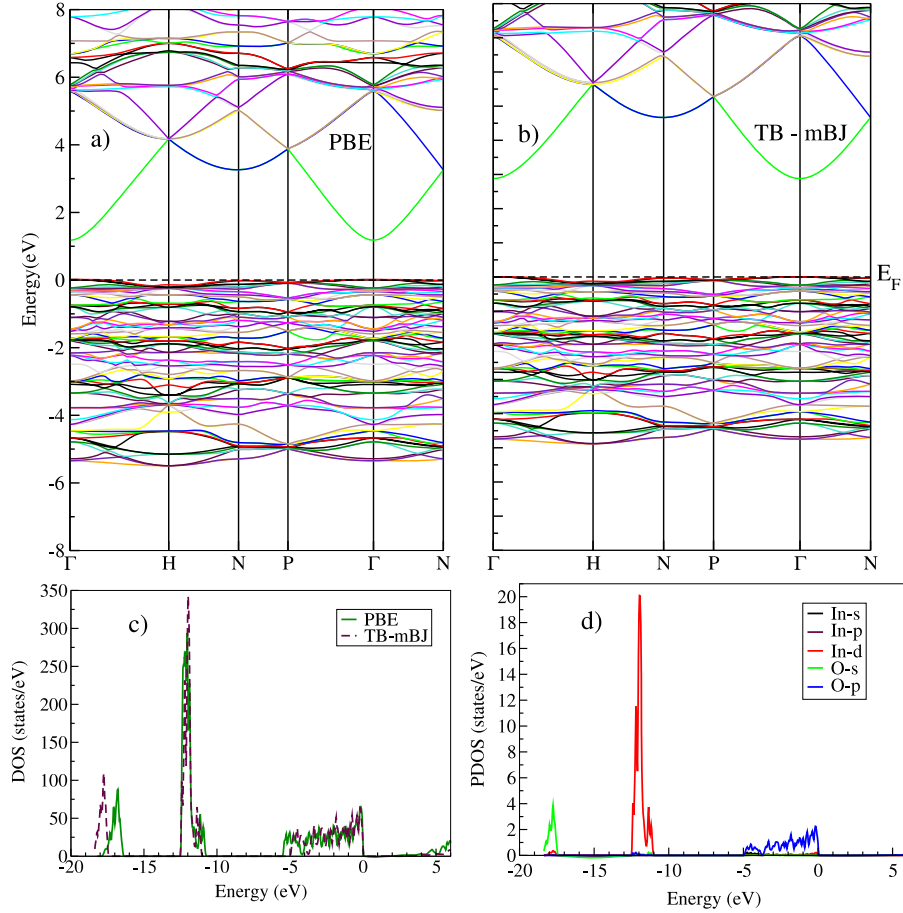 8
6
4
2
0
-2
-4
-6
-8
Energy(eV)
a)
PBE
Γ H N P Γ N
b)
TB - mBJ
E_F
Γ H N P Γ N
350
300
250
200
150
100
50
0
DOS (states/eV)
c)
PBE
TB-mBJ
-20 -15 -10 -5 0 5
Energy (eV)
20
18
16
14
12
10
8
6
4
2
0
PDOS (states/eV)
d)
In-s
In-p
In-d
O-s
O-p
-20 -15 -10 -5 0 5
Energy (eV)